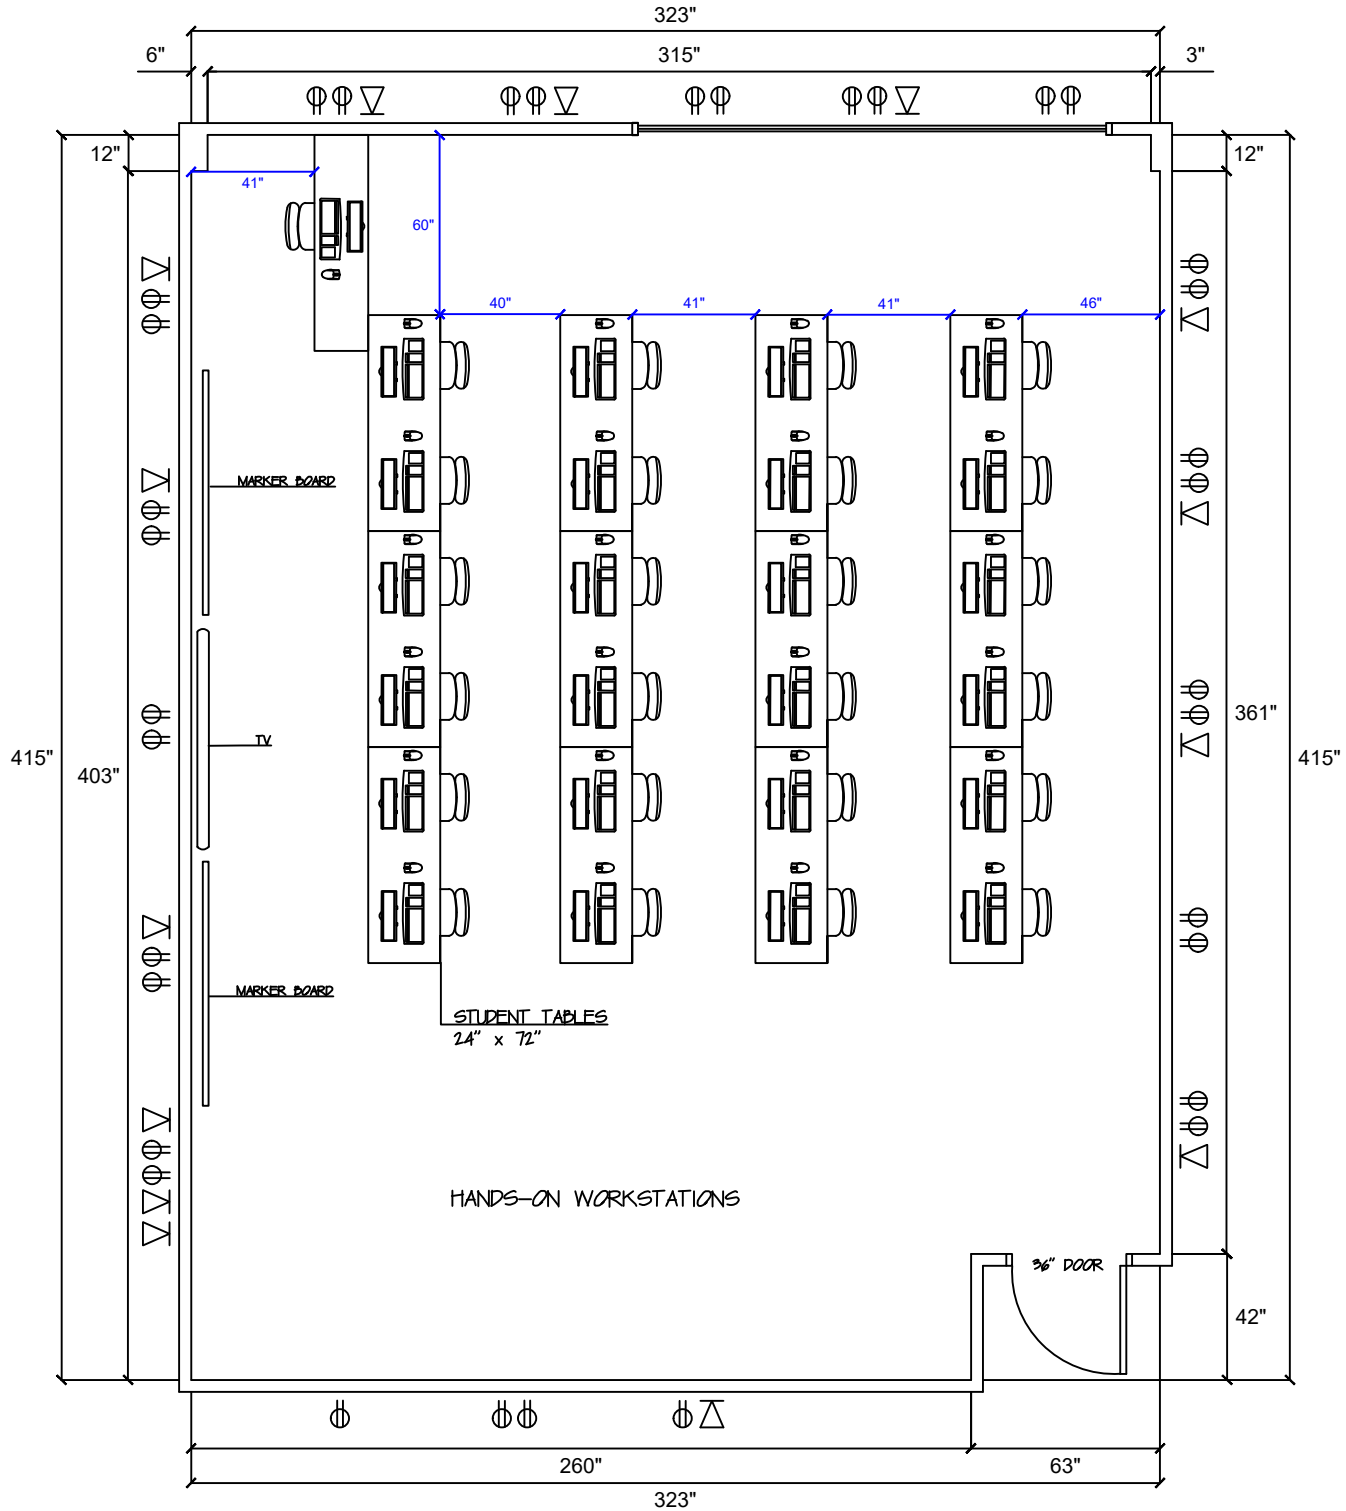 323"
6"
315"
3"
12"
12"
41"
60"
40"
41"
41"
46"
MARKER BOARD
361"
TV
415"
403"
415"
MARKER BOARD
STUDENT TABLES
24" x 72"
HANDS-ON WORKSTATIONS
36" DOOR
42"
260"
63"
323"